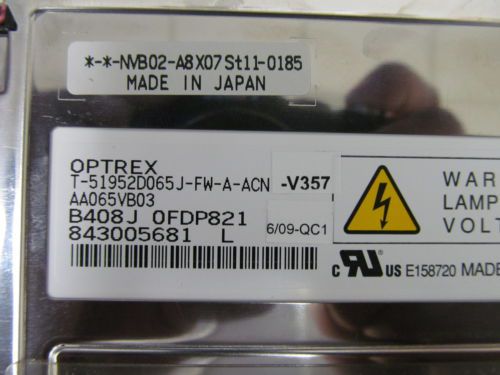 *-*-NVB02-A8X07St11-0185
MADE IN JAPAN
OPTREX
T-51952D065J-FW-A-ACN -V357
AA065VB03
B408J 0FDP821
843005681 L 6/09-QC1
WAR
LAMP
VOLT
c RU US E158720 MADE